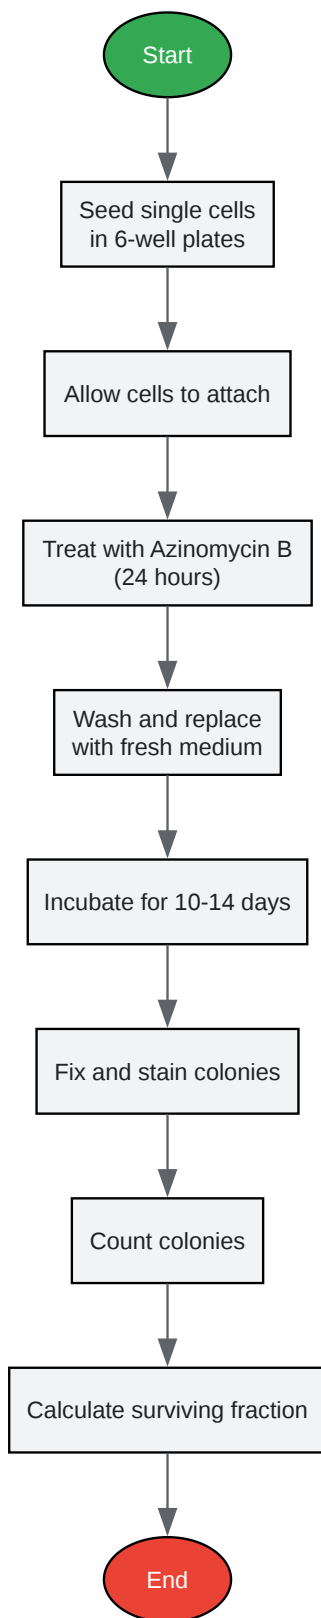 Start
Seed single cells
in 6-well plates
Allow cells to attach
Treat with Azinomycin B
(24 hours)
Wash and replace
with fresh medium
Incubate for 10-14 days
Fix and stain colonies
Count colonies
Calculate surviving fraction
End